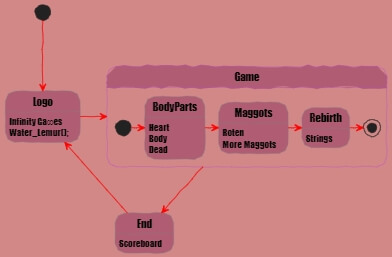 Game
Logo
Infinity Ga∞es
Water_Lemur();
BodyParts
Heart
Body
Dead
Maggots
Roten
More Maggots
Rebirth
Strings
End
Scoreboard